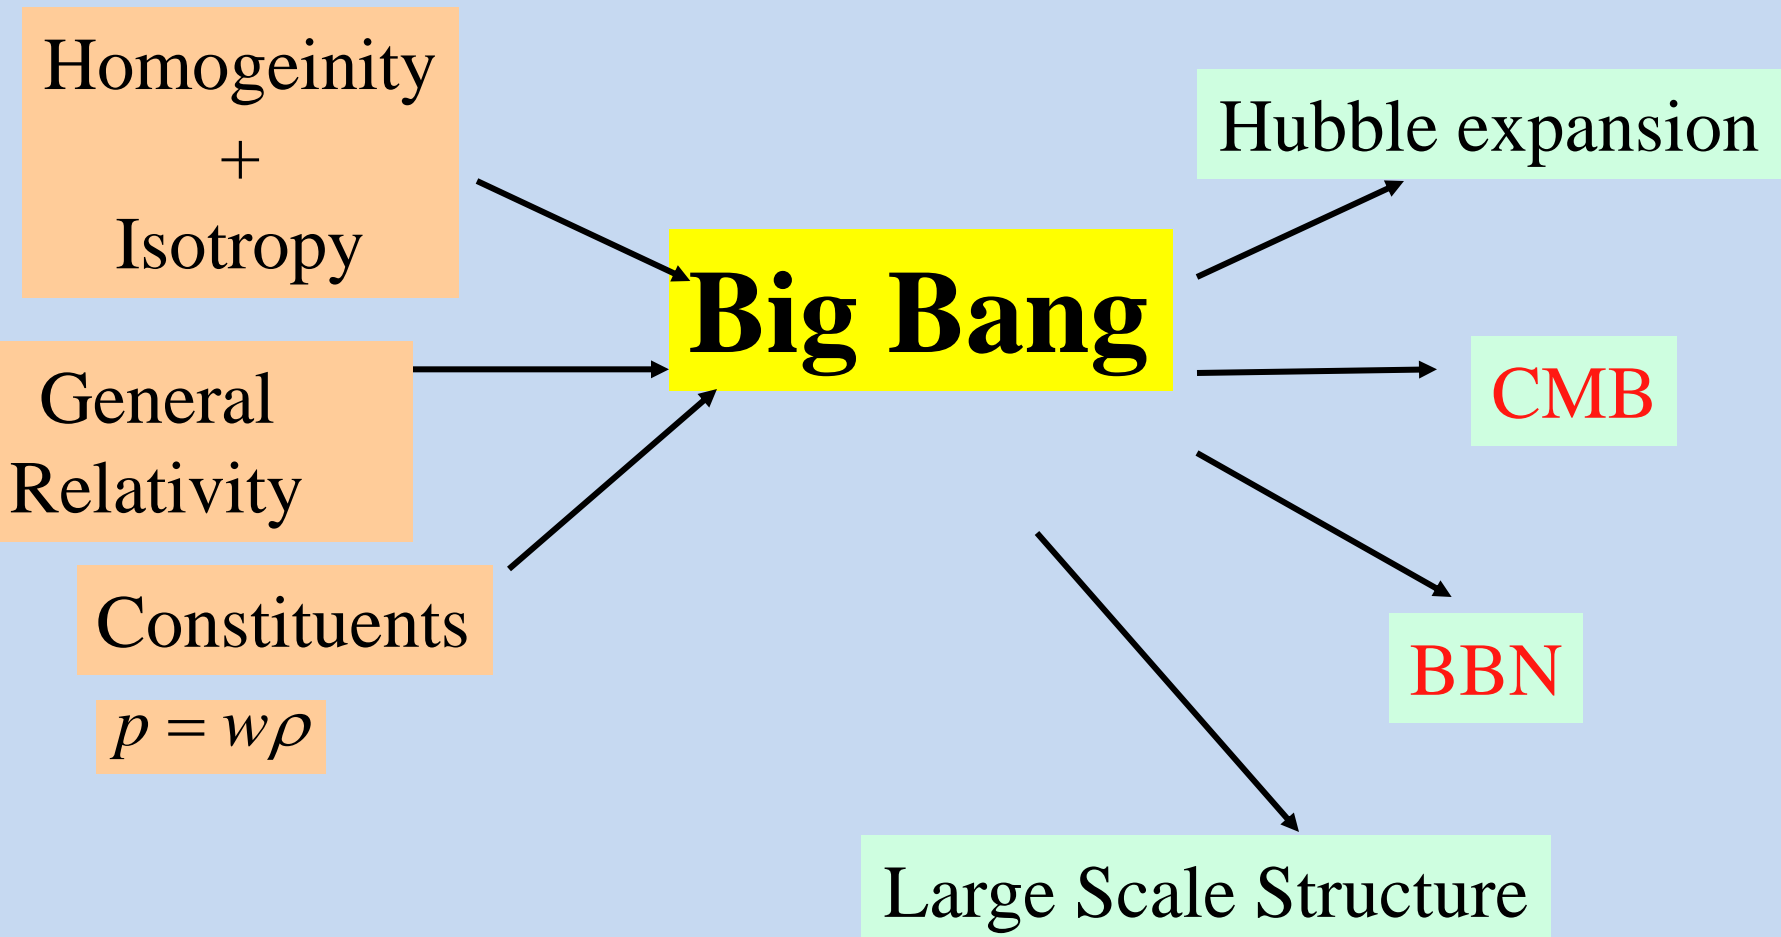 Homogeinity
+
Isotropy
General
Relativity
Constituents
p = wρ
Big Bang
Hubble expansion
CMB
BBN
Large Scale Structure